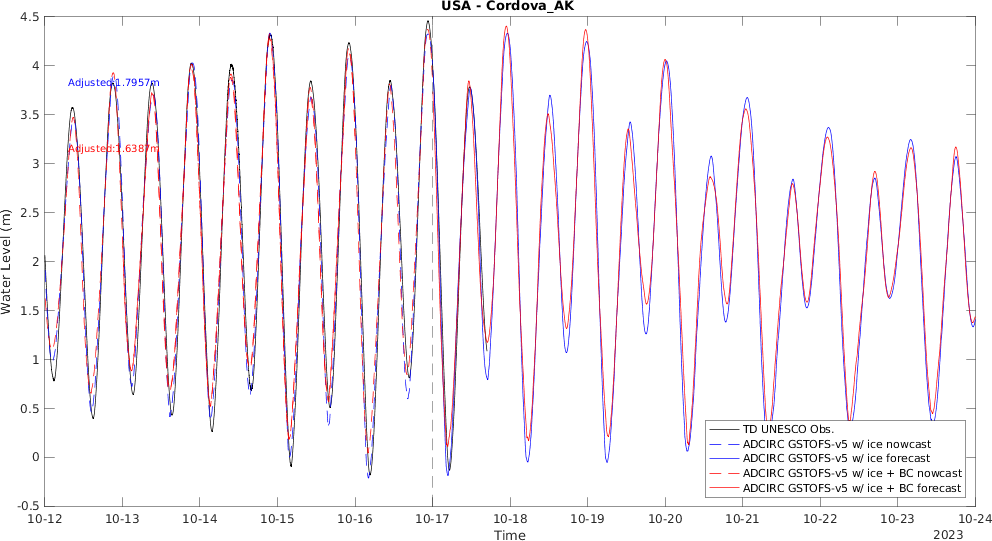 USA - Cordova_AK
4.5
4
3.5
3
2.5
2
1.5
1
0.5
0
-0.5
Water Level (m)
Adjusted:1.7957m
Adjusted:1.6387m
TD UNESCO Obs.
ADCIRC GSTOFS-v5 w/ ice nowcast
ADCIRC GSTOFS-v5 w/ ice forecast
ADCIRC GSTOFS-v5 w/ ice + BC nowcast
ADCIRC GSTOFS-v5 w/ ice + BC forecast
10-12 10-13 10-14 10-15 10-16 10-17 10-18 10-19 10-20 10-21 10-22 10-23 10-24
Time
2023